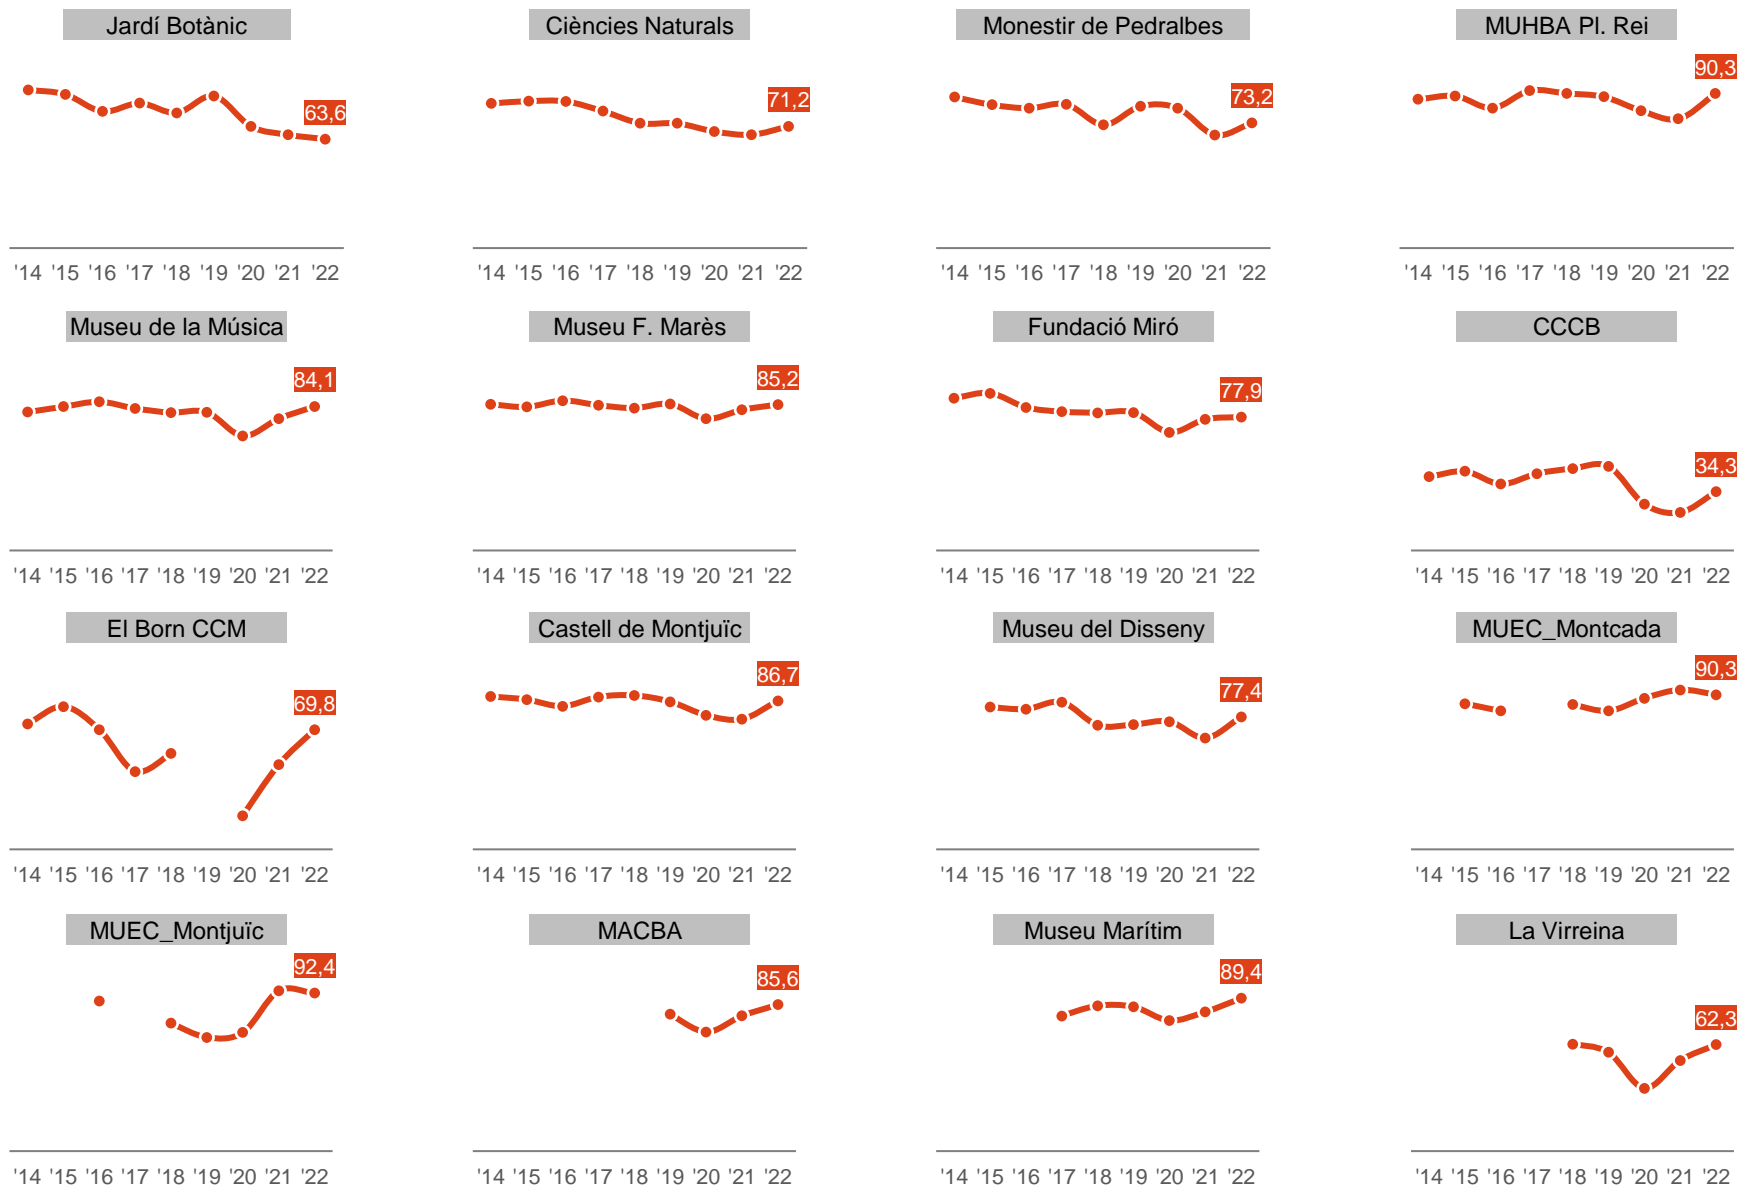 Jardí Botànic
Ciències Naturals
Monestir de Pedralbes
MUHBA Pl. Rei
63,6
71,2
73,2
90,3
'14 '15 '16 '17 '18 '19 '20 '21 '22
'14 '15 '16 '17 '18 '19 '20 '21 '22
'14 '15 '16 '17 '18 '19 '20 '21 '22
'14 '15 '16 '17 '18 '19 '20 '21 '22
Museu de la Música
Museu F. Marès
Fundació Miró
CCCB
84,1
85,2
77,9
34,3
'14 '15 '16 '17 '18 '19 '20 '21 '22
'14 '15 '16 '17 '18 '19 '20 '21 '22
'14 '15 '16 '17 '18 '19 '20 '21 '22
'14 '15 '16 '17 '18 '19 '20 '21 '22
El Born CCM
Castell de Montjuïc
Museu del Disseny
MUEC_Montcada
69,8
86,7
77,4
90,3
'14 '15 '16 '17 '18 '19 '20 '21 '22
'14 '15 '16 '17 '18 '19 '20 '21 '22
'14 '15 '16 '17 '18 '19 '20 '21 '22
'14 '15 '16 '17 '18 '19 '20 '21 '22
MUEC_Montjuïc
MACBA
Museu Marítim
La Virreina
92,4
85,6
89,4
62,3
'14 '15 '16 '17 '18 '19 '20 '21 '22
'14 '15 '16 '17 '18 '19 '20 '21 '22
'14 '15 '16 '17 '18 '19 '20 '21 '22
'14 '15 '16 '17 '18 '19 '20 '21 '22